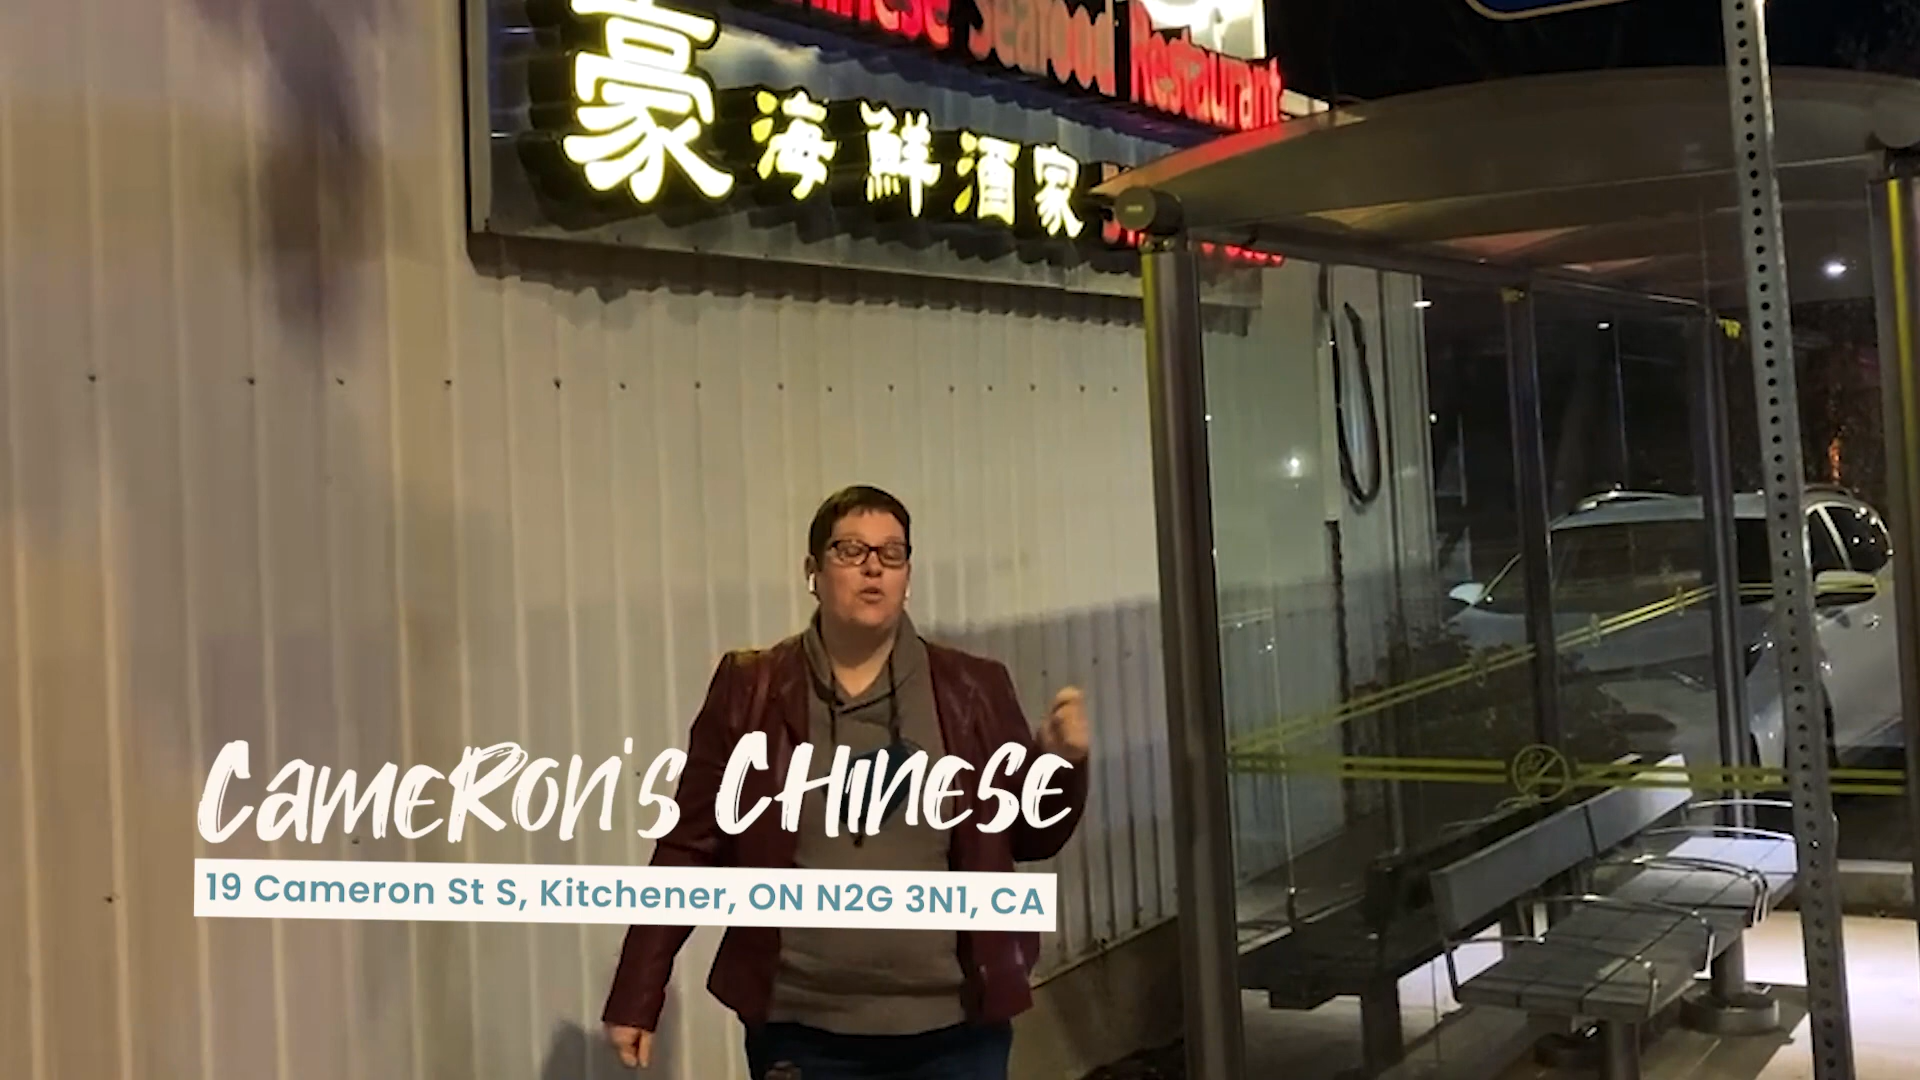 Seafood Restaurant
豪 海鮮酒家
CAMERON'S CHINESE
19 Cameron St S, Kitchener, ON N2G 3N1, CA